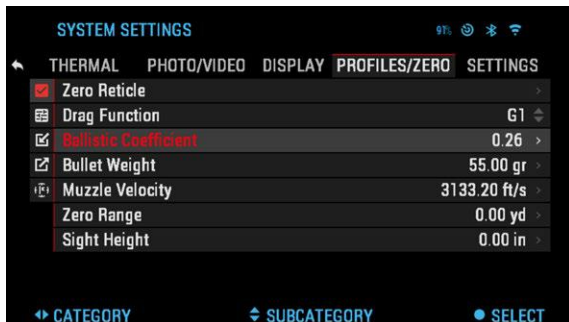 SYSTEM SETTINGS 91%
THERMAL PHOTO/VIDEO DISPLAY PROFILES/ZERO SETTINGS
Zero Reticle
Drag Function G1
Ballistic Coefficient 0.26
Bullet Weight 55.00 gr
Muzzle Velocity 3133.20 ft/s
Zero Range 0.00 yd
Sight Height 0.00 in
CATEGORY SUBCATEGORY SELECT